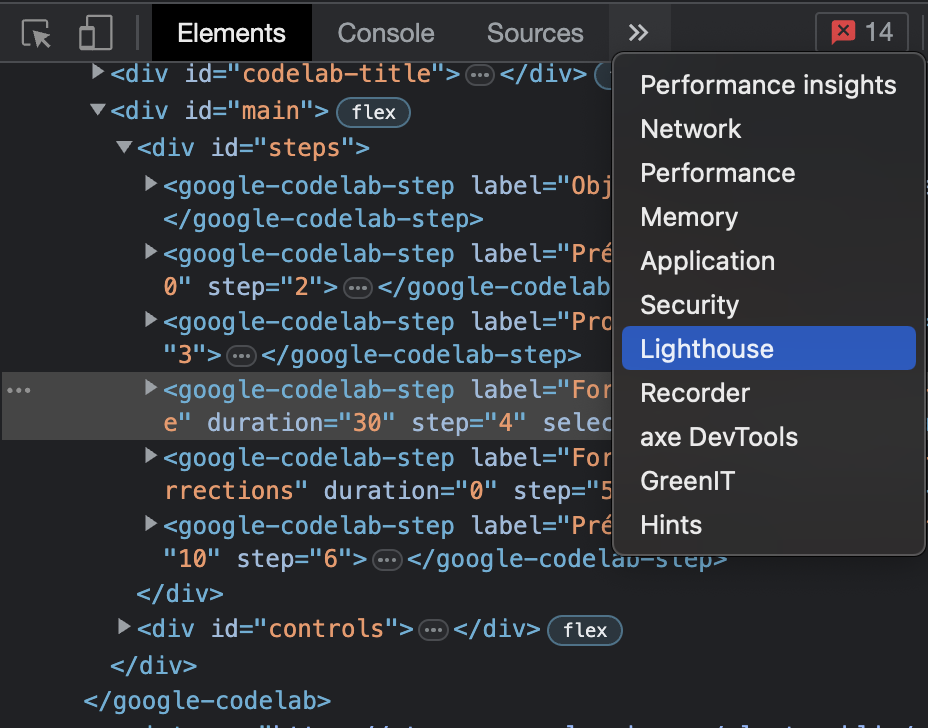 Elements Console Sources » 14
<div id="codelab-title"> ••• </div>
<div id="main"> flex
<div id="steps">
<google-codelab-step label="Obj
</google-codelab-step>
<google-codelab-step label="Pré
0" step="2"> ••• </google-codelab
<google-codelab-step label="Pro
"3"> ••• </google-codelab-step>
••• <google-codelab-step label="For
e" duration="30" step="4" selec
<google-codelab-step label="For
rrections" duration="0" step="5
<google-codelab-step label="Pré
"10" step="6"> ••• </google-codelab-step>
</div>
<div id="controls"> ••• </div> flex
</div>
</google-codelab>
Performance insights
Network
Performance
Memory
Application
Security
Lighthouse
Recorder
axe DevTools
GreenIT
Hints